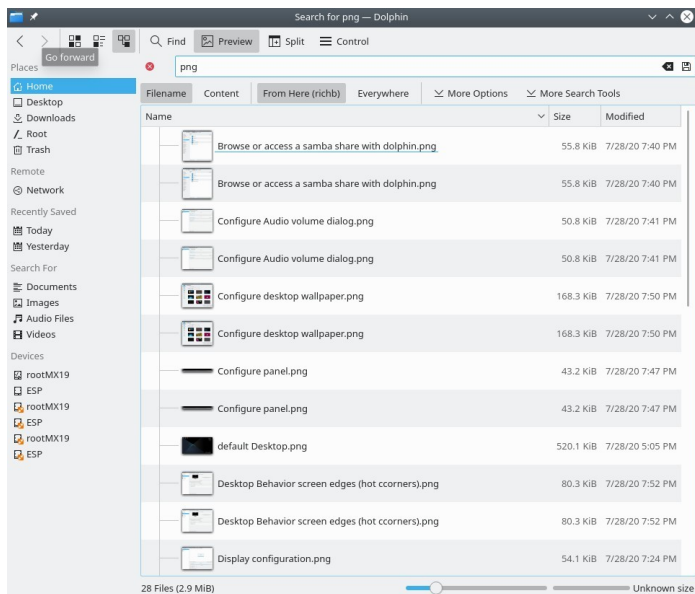 Search for png — Dolphin
Find Preview Split Control
Go forward
Places
Home
Desktop
Downloads
Root
Trash
Remote
Network
Recently Saved
Today
Yesterday
Search For
Documents
Images
Audio Files
Videos
Devices
rootMX19
ESP
rootMX19
ESP
rootMX19
ESP
png
Filename Content From Here (richb) Everywhere More Options More Search Tools
Name Size Modified
Browse or access a samba share with dolphin.png 55.8 KiB 7/28/20 7:40 PM
Browse or access a samba share with dolphin.png 55.8 KiB 7/28/20 7:40 PM
Configure Audio volume dialog.png 50.8 KiB 7/28/20 7:41 PM
Configure Audio volume dialog.png 50.8 KiB 7/28/20 7:41 PM
Configure desktop wallpaper.png 168.3 KiB 7/28/20 7:50 PM
Configure desktop wallpaper.png 168.3 KiB 7/28/20 7:50 PM
Configure panel.png 43.2 KiB 7/28/20 7:47 PM
Configure panel.png 43.2 KiB 7/28/20 7:47 PM
default Desktop.png 520.1 KiB 7/28/20 5:05 PM
Desktop Behavior screen edges (hot ccorners).png 80.3 KiB 7/28/20 7:52 PM
Desktop Behavior screen edges (hot ccorners).png 80.3 KiB 7/28/20 7:52 PM
Display configuration.png 54.1 KiB 7/28/20 7:24 PM
28 Files (2.9 MiB) Unknown size